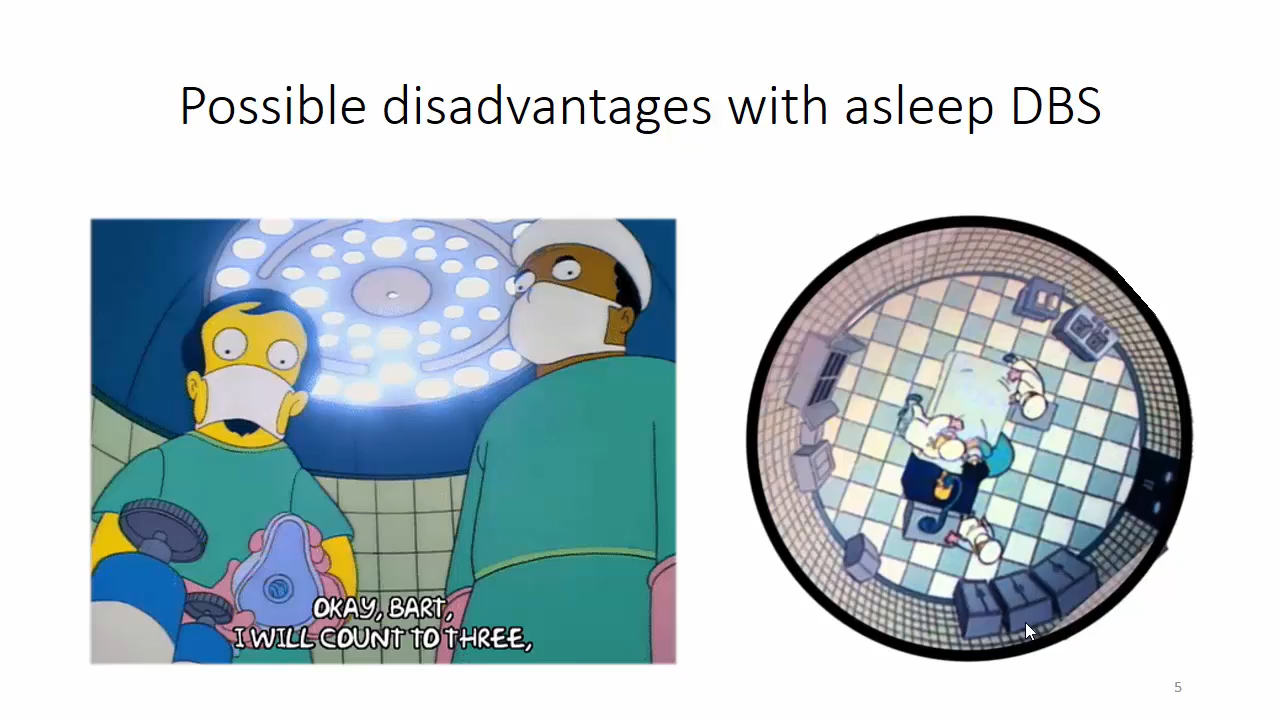 Possible disadvantages with asleep DBS
OKAY, BART,
I WILL COUNT TO THREE,
5